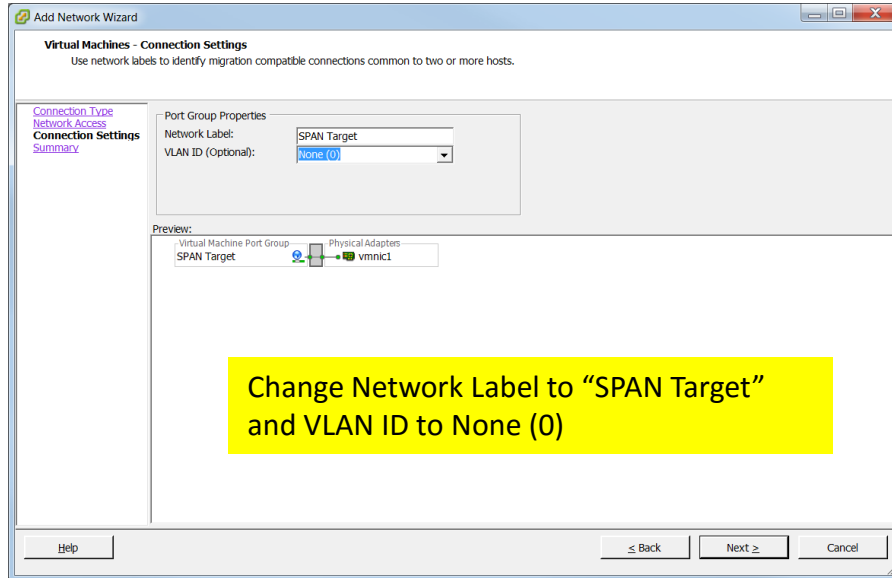 Add Network Wizard
Virtual Machines - Connection Settings
Use network labels to identify migration compatible connections common to two or more hosts.
Connection Type
Network Access
Connection Settings
Summary
Port Group Properties
Network Label:
SPAN Target
VLAN ID (Optional):
None (0)
Preview:
Virtual Machine Port Group
Physical Adapters
SPAN Target
vmnic1
Change Network Label to “SPAN Target”
and VLAN ID to None (0)
Help
≤ Back
Next ≥
Cancel